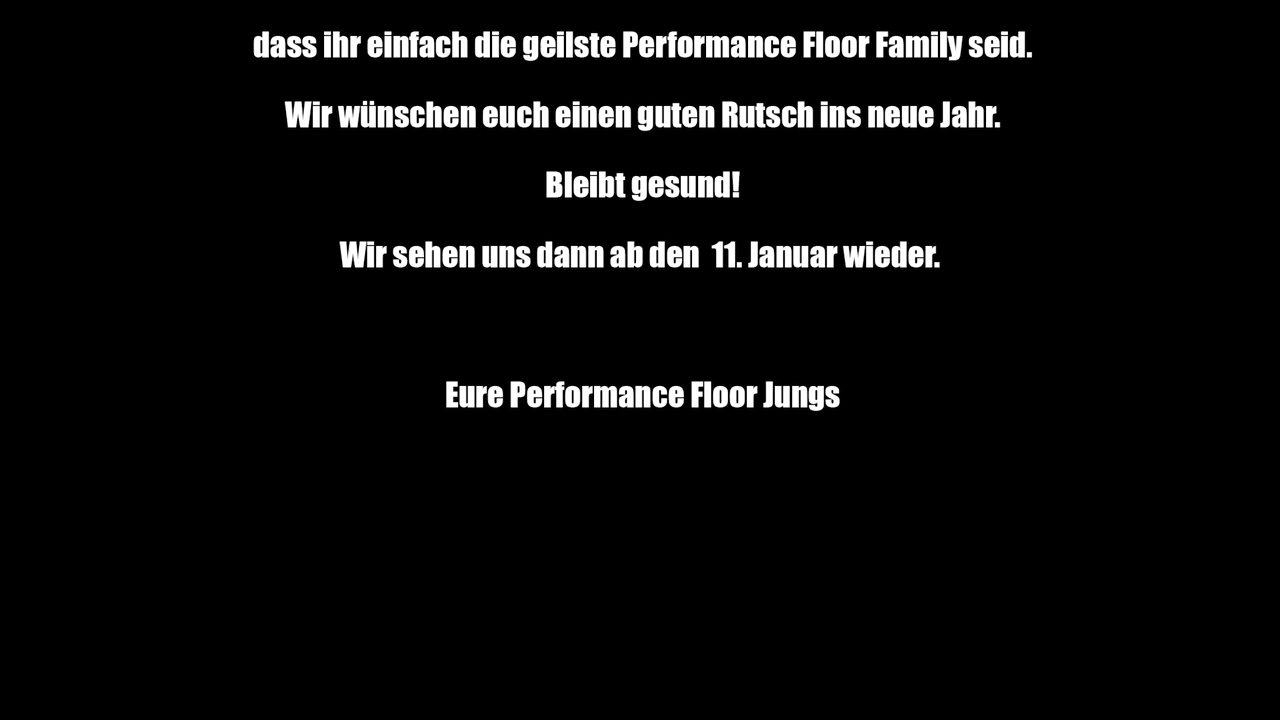 dass ihr einfach die geilste Performance Floor Family seid.
Wir wünschen euch einen guten Rutsch ins neue Jahr.
Bleibt gesund!
Wir sehen uns dann ab den  11. Januar wieder.
Eure Performance Floor Jungs